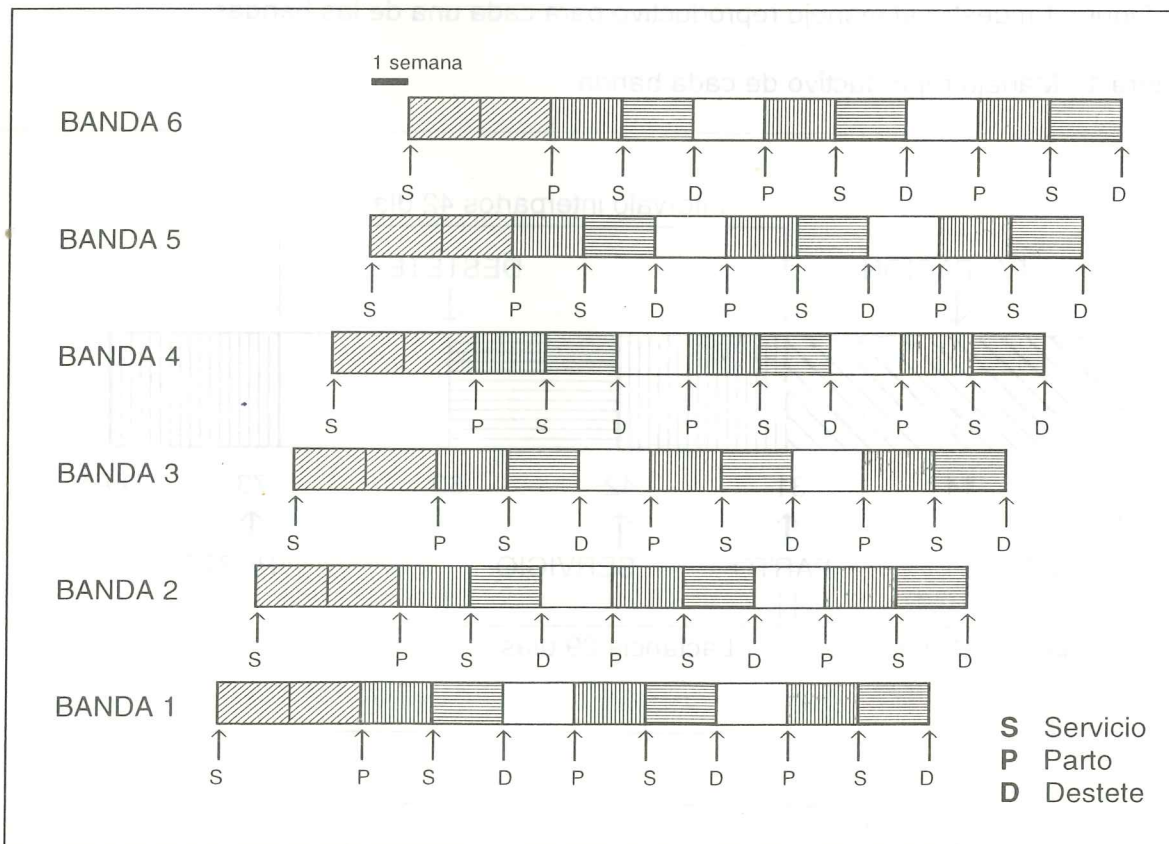 1 semana
BANDA 6
S P S D P S D P S D
BANDA 5
S P S D P S D P S D
BANDA 4
S P S D P S D P S D
BANDA 3
S P S D P S D P S D
BANDA 2
S P S D P S D P S D
BANDA 1
S P S D P S D P S D
S Servicio
P Parto
D Destete